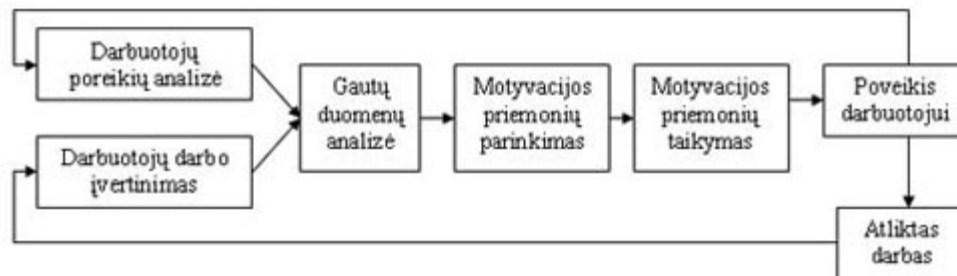 Darbuotojų
poreikių analizė
Darbuotojų darbo
įvertinimas
Gautų
duomenų
analizė
Motyvacijos
priemonių
parinkimas
Motyvacijos
priemonių
taikymas
Poveikis
darbuotojui
Atliktas
darbas